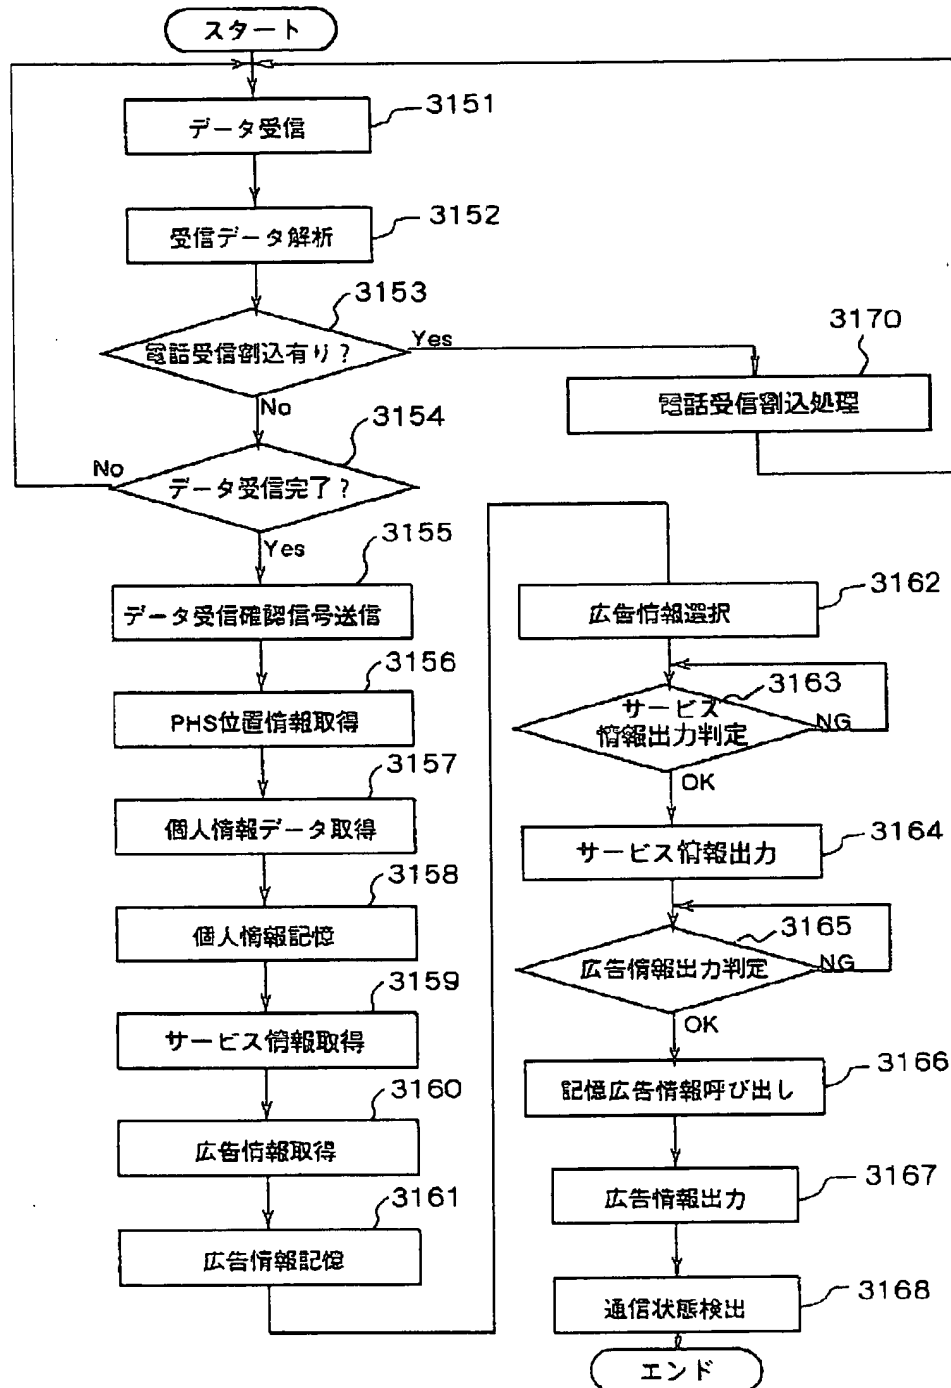 スタート
3151
データ受信
3152
受信データ解析
3153
電話受信割込有り？
Yes
No
3170
電話受信割込処理
3154
データ受信完了？
No
Yes
3155
データ受信確認信号送信
3156
PHS位置情報取得
3157
個人情報データ取得
3158
個人情報記憶
3159
サービス情報取得
3160
広告情報取得
3161
広告情報記憶
3162
広告情報選択
3163
サービス
情報出力判定
NG
OK
3164
サービス情報出力
3165
広告情報出力判定
NG
OK
3166
記憶広告情報呼び出し
3167
広告情報出力
3168
通信状態検出
エンド